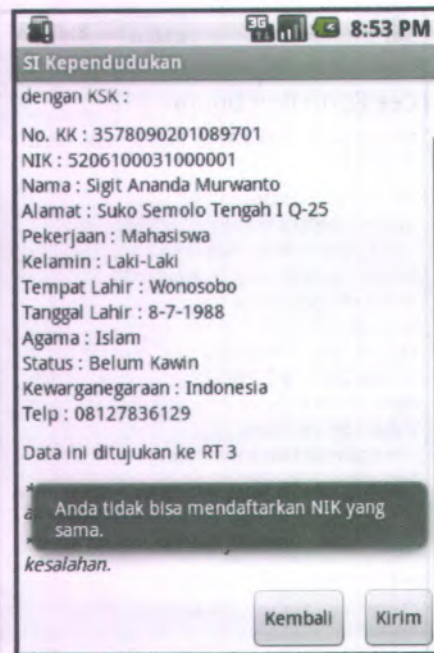 3G 8:53 PM
SI Kependudukan
dengan KSK :
No. KK : 3578090201089701
NIK : 5206100031000001
Nama : Sigit Ananda Murwanto
Alamat : Suko Semolo Tengah I Q-25
Pekerjaan : Mahasiswa
Kelamin : Laki-Laki
Tempat Lahir : Wonosobo
Tanggal Lahir : 8-7-1988
Agama : Islam
Status : Belum Kawin
Kewarganegaraan : Indonesia
Telp : 08127836129
Data ini ditujukan ke RT 3
Anda tidak bisa mendaftarkan NIK yang
sama.
kesalahan.
Kembali Kirim